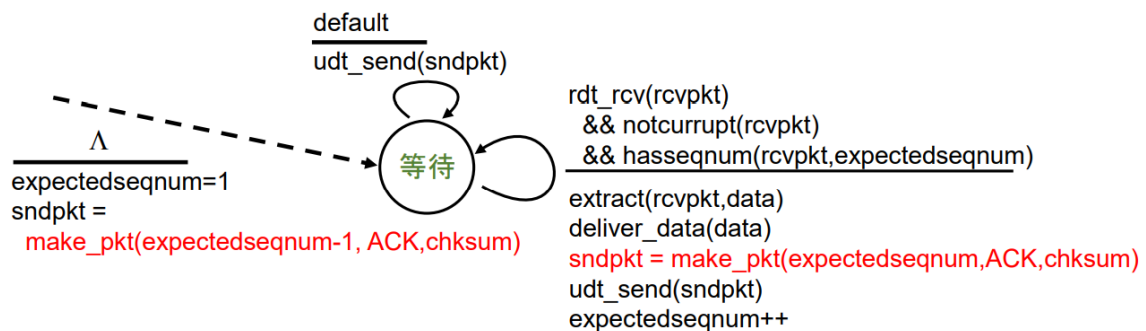 default
udt_send(sndpkt)
Λ
expectedseqnum=1
sndpkt =
make_pkt(expectedseqnum-1, ACK,chksum)
等待
rdt_rcv(rcvpkt)
&& notcurrupt(rcvpkt)
&& hasseqnum(rcvpkt,expectedseqnum)
extract(rcvpkt,data)
deliver_data(data)
sndpkt = make_pkt(expectedseqnum,ACK,chksum)
udt_send(sndpkt)
expectedseqnum++